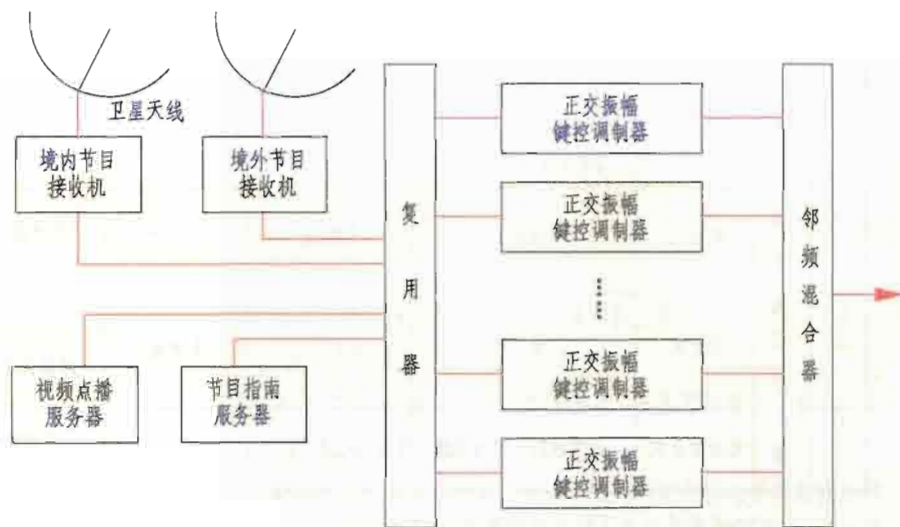 卫星天线
境内节目
接收机
境外节目
接收机
视频点播
服务器
节目指南
服务器
复用器
正交振幅
键控调制器
正交振幅
键控调制器
正交振幅
键控调制器
正交振幅
键控调制器
邻频混合器